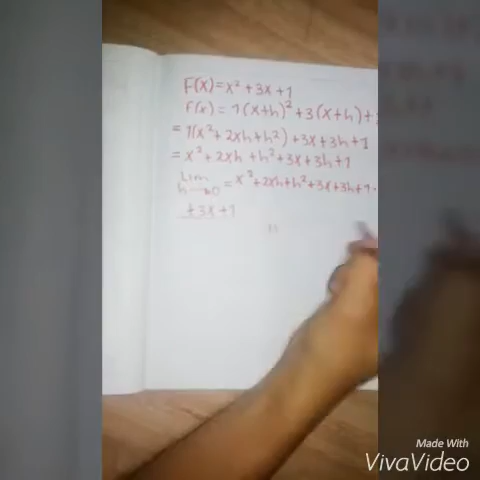 F(x)=x² + 3x + 1
f(x) = 1(x+h)² + 3(x+h) +
= 1(x² + 2xh + h²) + 3x + 3h + 1
= x² + 2xh + h² + 3x + 3h + 1
Lim
h→0 = x² + 2xh + h² + 3x + 3h + 1 -
+ 3x + 1
Made With
VivaVideo